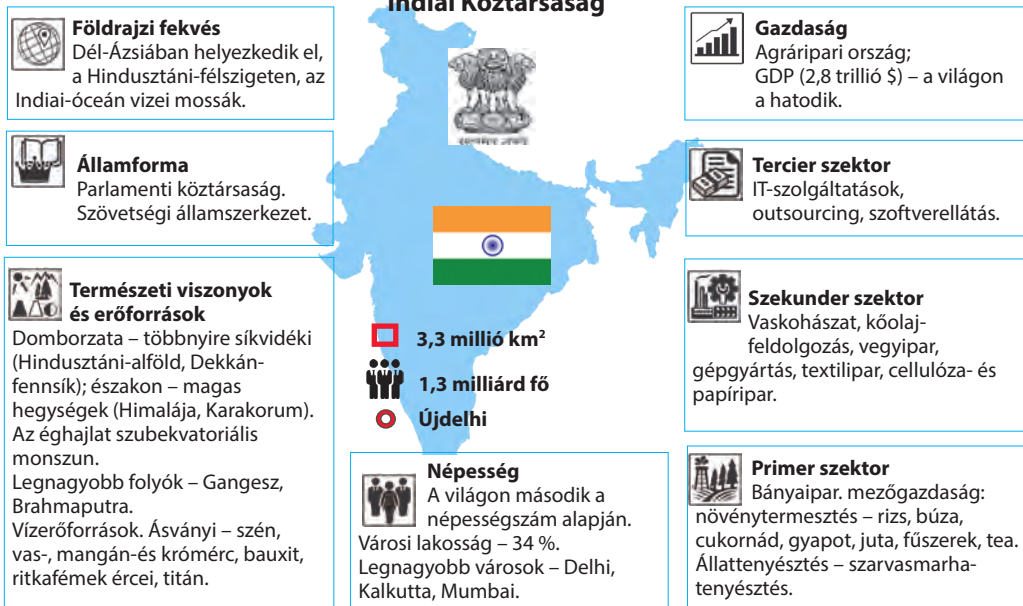 Indiai Köztársaság
Földrajzi fekvés
Dél-Ázsiában helyezkedik el,
a Hindusztáni-félszigeten, az
Indiai-óceán vizei mossák.
Államforma
Parlamenti köztársaság.
Szövetségi államszerkezet.
Természeti viszonyok
és erőforrások
Domborzata – többnyire síkvidéki
(Hindusztáni-alföld, Dekkán-
fennsík); északon – magas
hegységek (Himalája, Karakorum).
Az éghajlat szubekvatoriális
monszun.
Legnagyobb folyók – Gangesz,
Brahmaputra.
Vízerőforrások. Ásványi – szén,
vas-, mangán-és krómérc, bauxit,
ritkafémek ércei, titán.
3,3 millió km²
1,3 milliárd fő
Újdelhi
Népesség
A világon második a
népességszám alapján.
Városi lakosság – 34 %.
Legnagyobb városok – Delhi,
Kalkutta, Mumbai.
Gazdaság
Agráripari ország;
GDP (2,8 trillió $) – a világon
a hatodik.
Tercier szektor
IT-szolgáltatások,
outsourcing, szoftverellátás.
Szekunder szektor
Vaskohászat, kőolaj-
feldolgozás, vegyipar,
gépgyártás, textilipar, cellulóza- és
papíripar.
Primer szektor
Bányaipar. mezőgazdaság:
növénytermesztés – rizs, búza,
cukornád, gyapot, juta, fűszerek, tea.
Állattenyésztés – szarvasmarha-
tenyésztés.